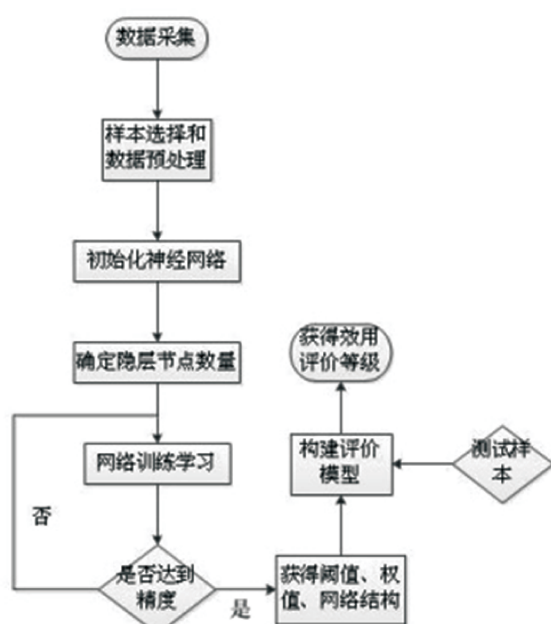 数据采集
样本选择和
数据预处理
初始化神经网络
确定隐层节点数量
网络训练学习
否
是否达到
精度
是
获得阈值、权
值、网络结构
构建评价
模型
测试样
本
获得效用
评价等级